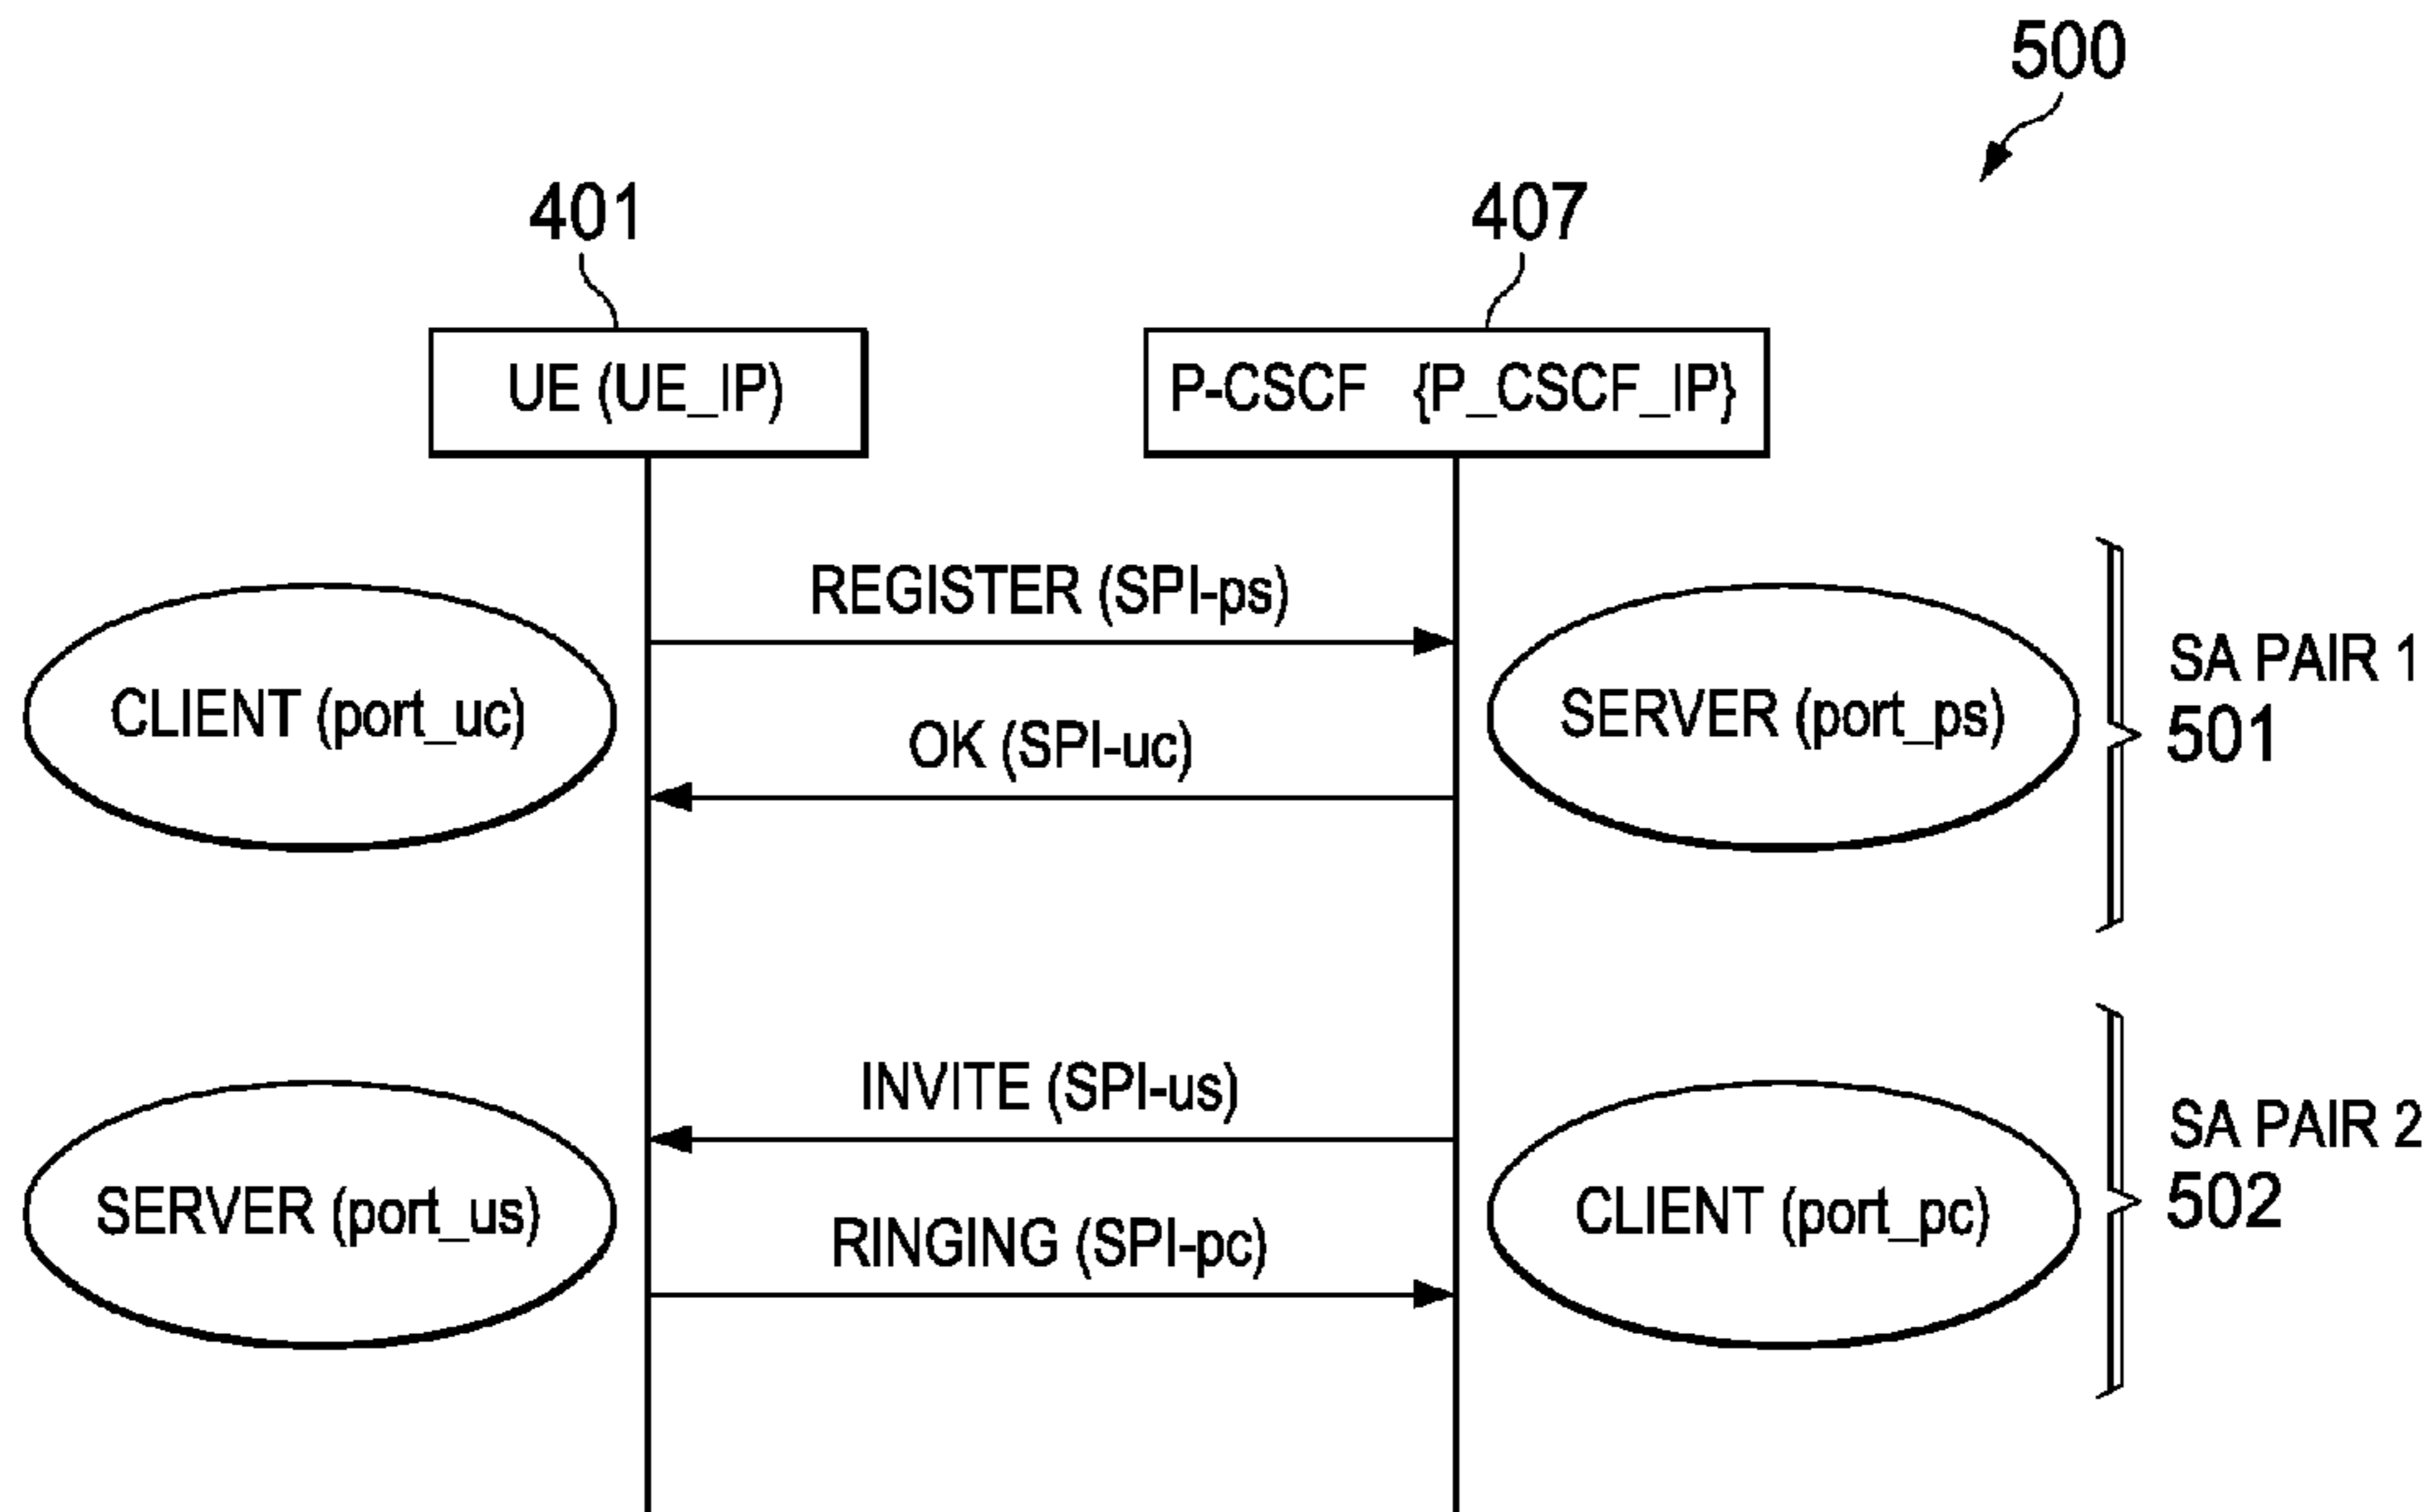 500
401
407
UE (UE_IP)
P-CSCF {P_CSCF_IP}
REGISTER (SPI-ps)
CLIENT (port_uc)
SERVER (port_ps)
OK (SPI-uc)
SA PAIR 1
501
INVITE (SPI-us)
SERVER (port_us)
CLIENT (port_pc)
RINGING (SPI-pc)
SA PAIR 2
502